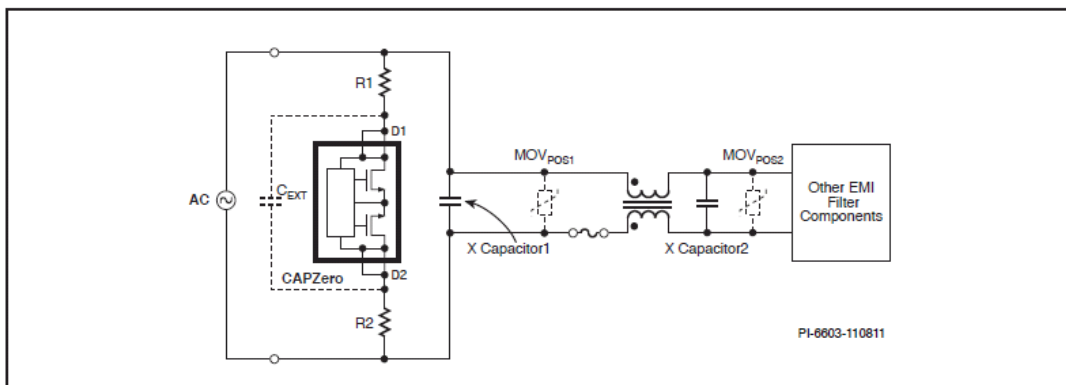 R1
D1
MOVPOS1
MOVPOS2
AC
CEXT
Other EMI
Filter
Components
X Capacitor1
X Capacitor2
CAPZero
D2
R2
PI-6603-110811